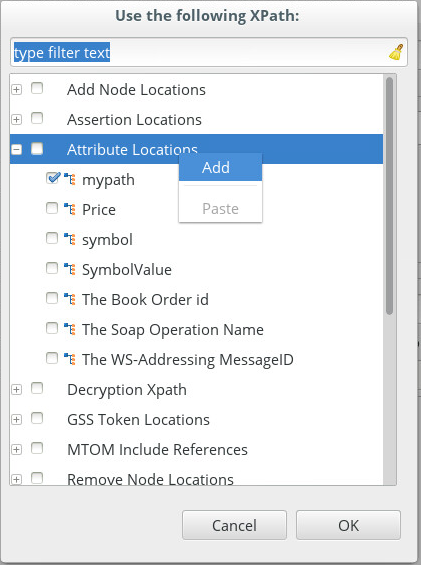 Use the following XPath:
type filter text
Add Node Locations
Assertion Locations
Attribute Locations
Add
mypath
Price
Paste
symbol
SymbolValue
The Book Order id
The Soap Operation Name
The WS-Addressing MessageID
Decryption Xpath
GSS Token Locations
MTOM Include References
Remove Node Locations
Cancel OK